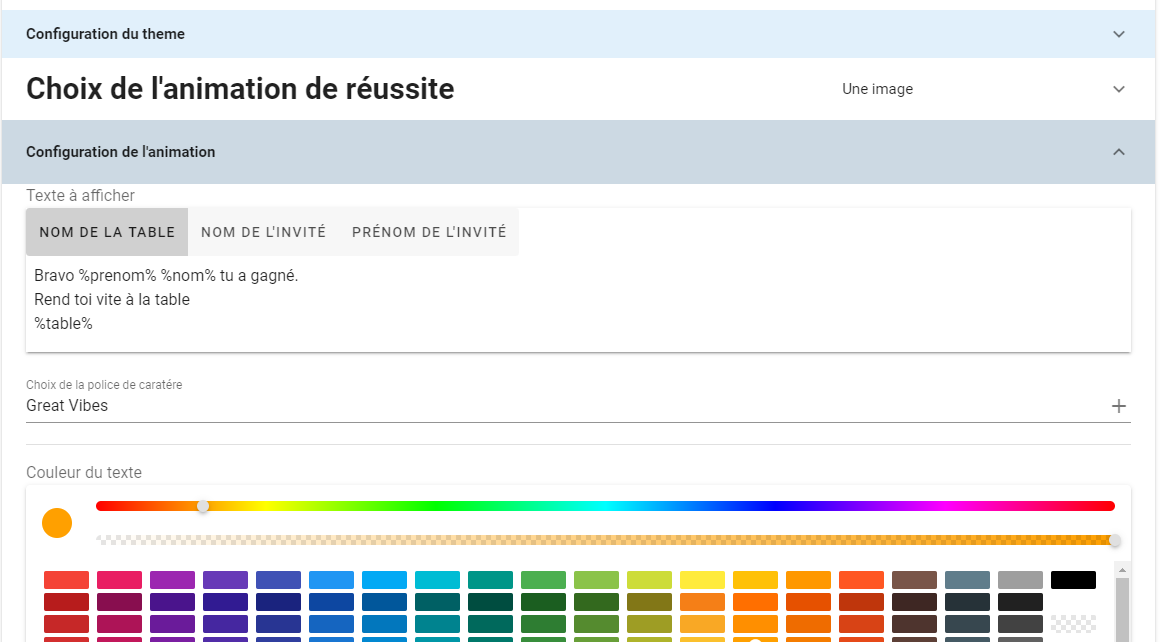 Configuration du theme
Choix de l'animation de réussite
Une image
Configuration de l'animation
Texte à afficher
NOM DE LA TABLE
NOM DE L'INVITÉ
PRÉNOM DE L'INVITÉ
Bravo %prenom% %nom% tu a gagné.
Rend toi vite à la table
%table%
Choix de la police de caratére
Great Vibes
Couleur du texte